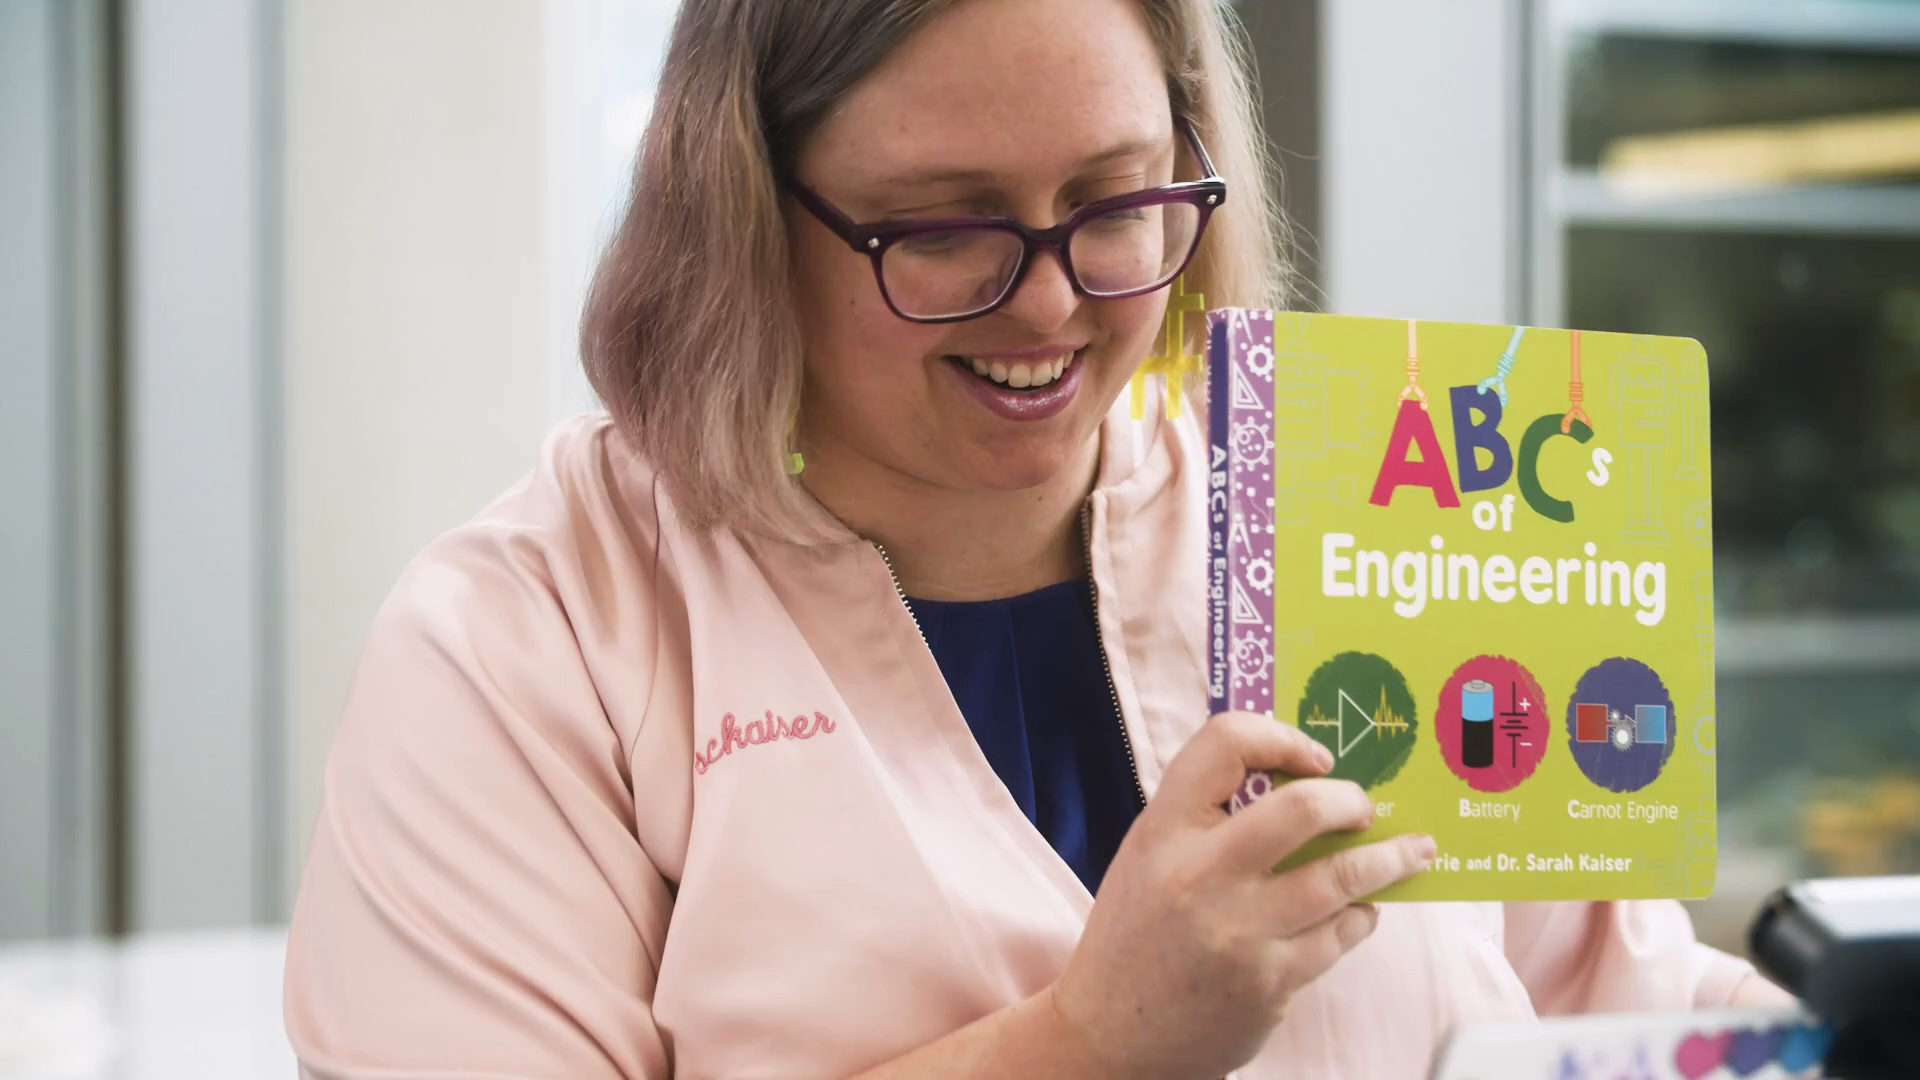 ABCs
of
Engineering
Battery
Carnot Engine
and Dr. Sarah Kaiser
ABCs of Engineering
schaiser